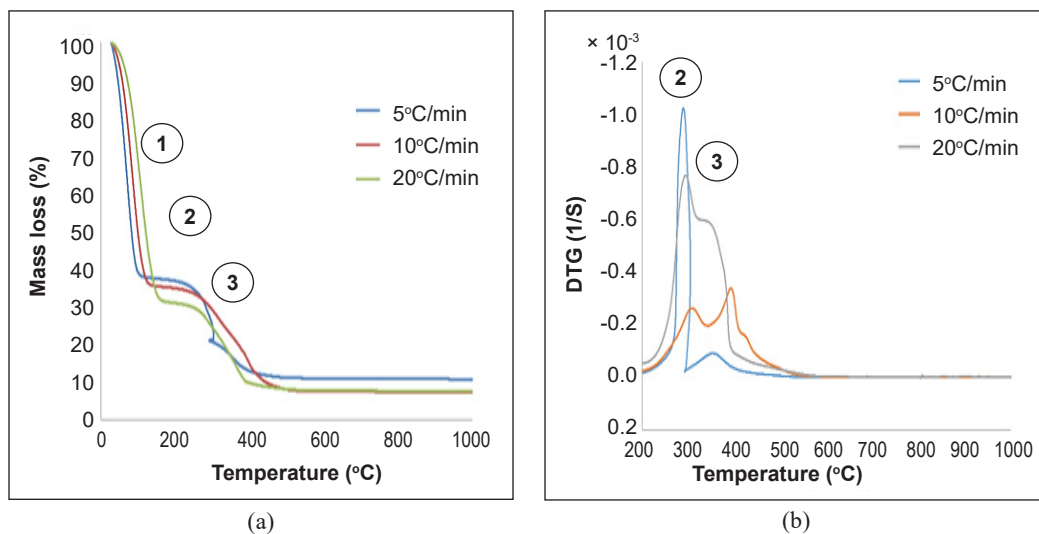 100
90
80
70
60
50
40
30
20
10
0
Mass loss (%)
0 200 400 600 800 1000
Temperature (°C)
1
2
3
5°C/min
10°C/min
20°C/min
(a)
× 10⁻³
-1.2
-1.0
-0.8
-0.6
-0.4
-0.2
0.0
0.2
DTG (1/S)
200 300 400 500 600 700 800 900 1000
Temperature (°C)
2
3
5°C/min
10°C/min
20°C/min
(b)